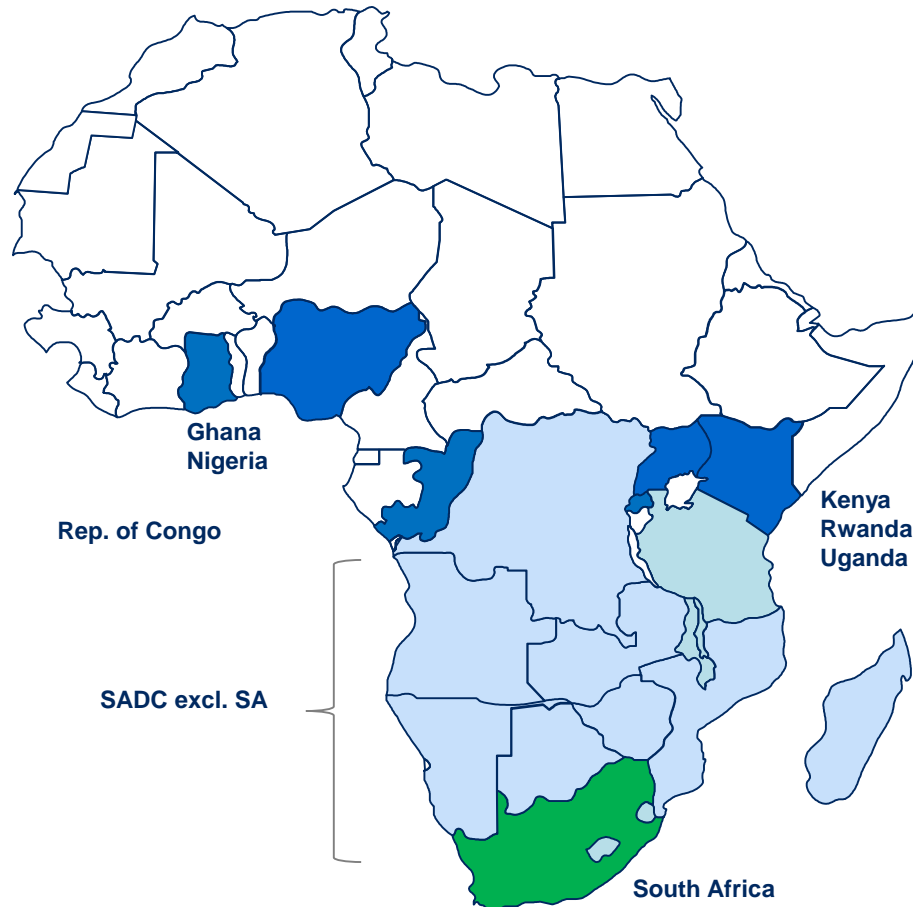 Ghana
Nigeria
Rep. of Congo
Kenya
Rwanda
Uganda
SADC excl. SA
South Africa